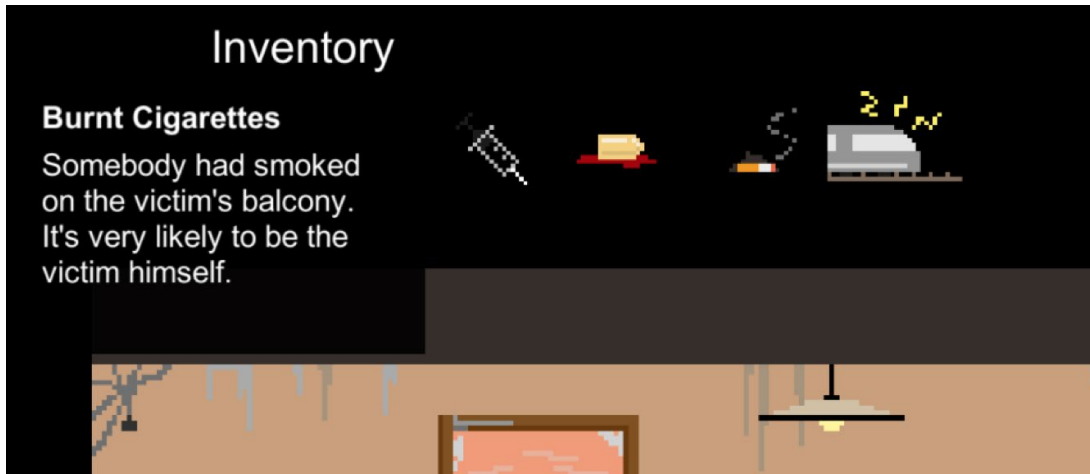 Inventory
Burnt Cigarettes
Somebody had smoked
on the victim's balcony.
It's very likely to be the
victim himself.